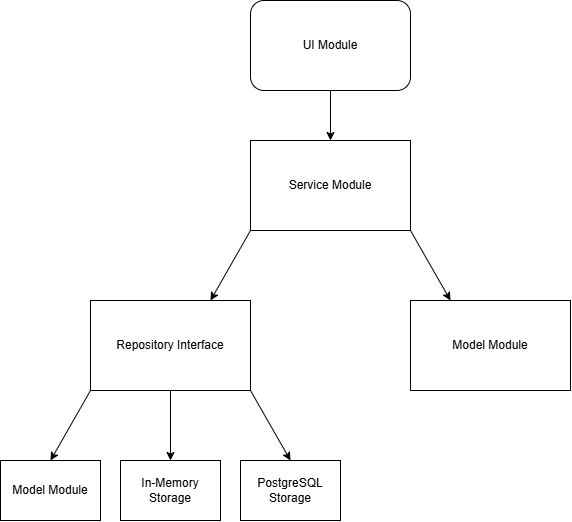 UI Module
Service Module
Repository Interface
Model Module
Model Module
In-Memory
Storage
PostgreSQL
Storage